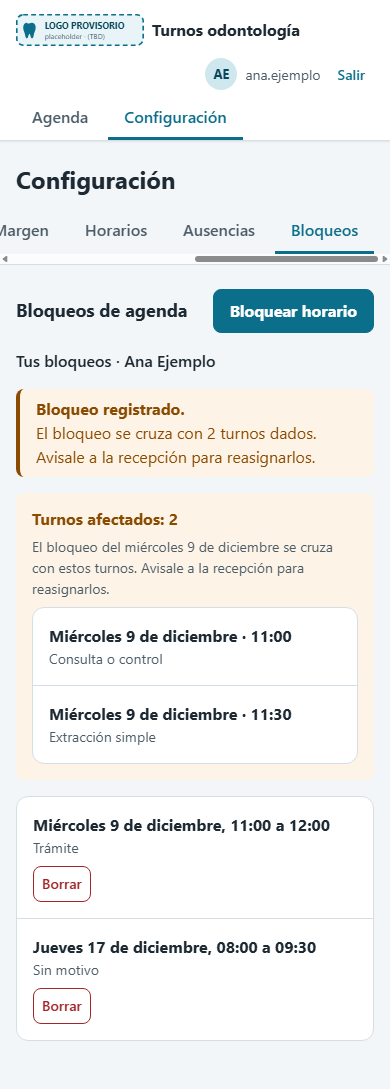 LOGO PROVISORIO
placeholder · (TBD)
Turnos odontología
AE
ana.ejemplo
Salir
Agenda
Configuración
Configuración
Margen
Horarios
Ausencias
Bloqueos
Bloqueos de agenda
Bloquear horario
Tus bloqueos · Ana Ejemplo
Bloqueo registrado.
El bloqueo se cruza con 2 turnos dados.
Avisale a la recepción para reasignarlos.
Turnos afectados: 2
El bloqueo del miércoles 9 de diciembre se cruza
con estos turnos. Avisale a la recepción para
reasignarlos.
Miércoles 9 de diciembre · 11:00
Consulta o control
Miércoles 9 de diciembre · 11:30
Extracción simple
Miércoles 9 de diciembre, 11:00 a 12:00
Trámite
Borrar
Jueves 17 de diciembre, 08:00 a 09:30
Sin motivo
Borrar